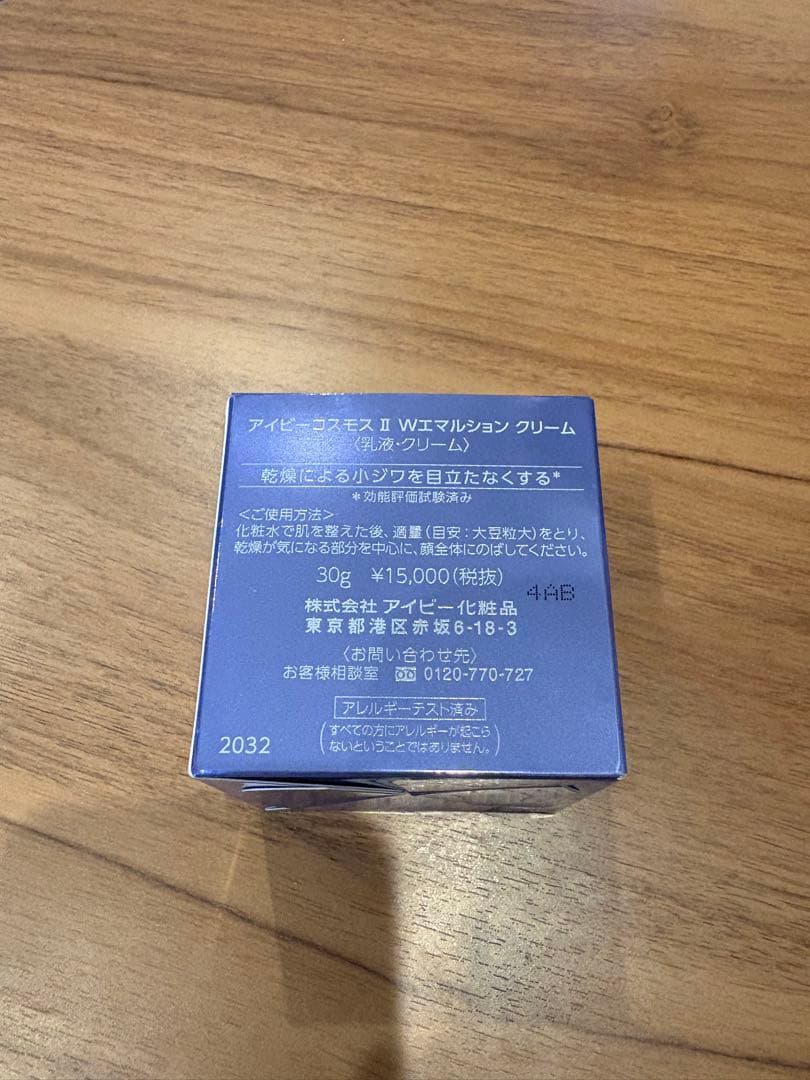 アイビーコスモス II Wエマルション クリーム
〈乳液・クリーム〉
乾燥による小ジワを目立たなくする*
*効能評価試験済み
<ご使用方法>
化粧水で肌を整えた後、適量(目安:大豆粒大)をとり、
乾燥が気になる部分を中心に、顔全体にのばしてください。
30g ¥15,000(税抜)
4AB
株式会社 アイビー化粧品
東京都港区赤坂6-18-3
〈お問い合わせ先〉
お客様相談室 0120-770-727
アレルギーテスト済み
(すべての方にアレルギーが起こら
ないということではありません。)
2032